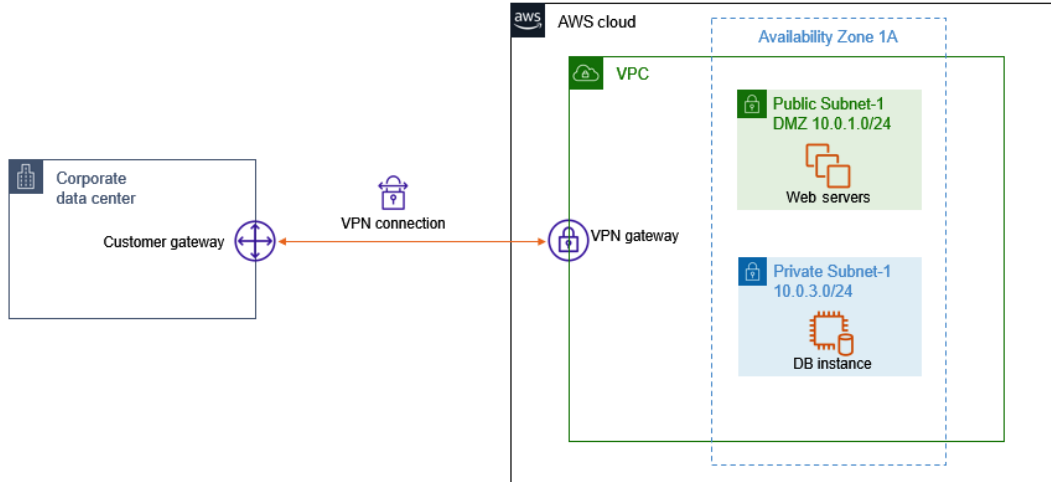 aws
AWS cloud
Availability Zone 1A
VPC
Public Subnet-1
DMZ 10.0.1.0/24
Web servers
Corporate
data center
Customer gateway
VPN connection
VPN gateway
Private Subnet-1
10.0.3.0/24
DB instance